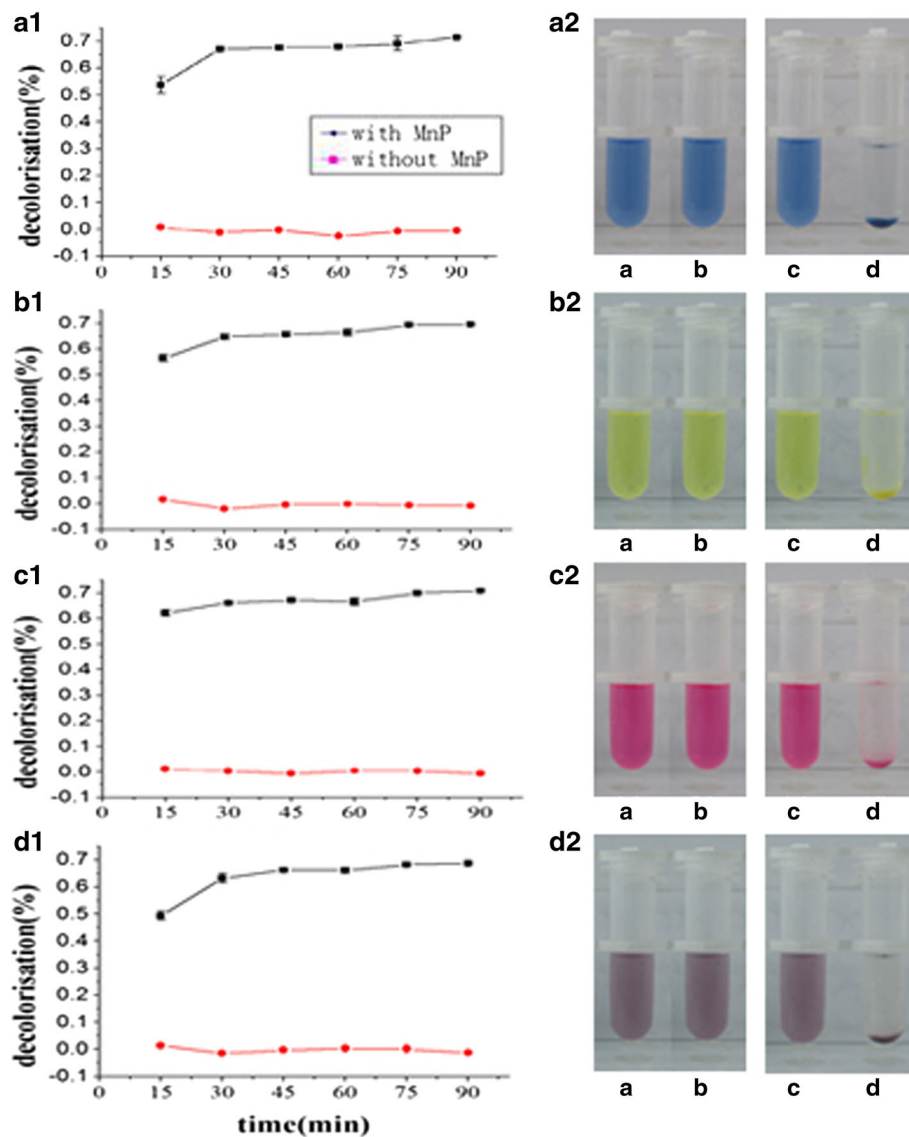 a1
decolorisation(%)
0.7
0.6
0.5
0.4
0.3
0.2
0.1
0.0
-0.1
with MnP
without MnP
0 15 30 45 60 75 90
a2
a b c d
b1
decolorisation(%)
0.7
0.6
0.5
0.4
0.3
0.2
0.1
0.0
-0.1
0 15 30 45 60 75 90
b2
a b c d
c1
decolorisation(%)
0.7
0.6
0.5
0.4
0.3
0.2
0.1
0.0
-0.1
0 15 30 45 60 75 90
c2
a b c d
d1
decolorisation(%)
0.7
0.6
0.5
0.4
0.3
0.2
0.1
0.0
-0.1
0 15 30 45 60 75 90
time(min)
d2
a b c d